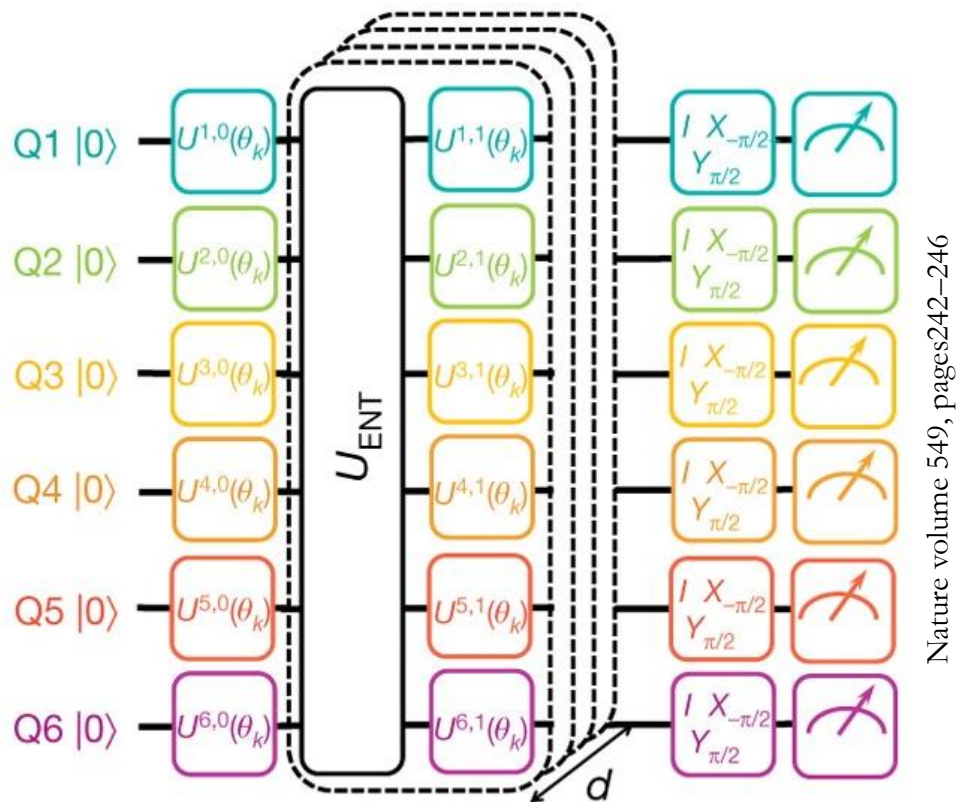 Q1 |0⟩ U^{1,0}(θ_k) U^{1,1}(θ_k) I X_{−π/2} Y_{π/2}
Q2 |0⟩ U^{2,0}(θ_k) U^{2,1}(θ_k) I X_{−π/2} Y_{π/2}
Q3 |0⟩ U^{3,0}(θ_k) U^{3,1}(θ_k) I X_{−π/2} Y_{π/2}
U_{ENT}
Q4 |0⟩ U^{4,0}(θ_k) U^{4,1}(θ_k) I X_{−π/2} Y_{π/2}
Q5 |0⟩ U^{5,0}(θ_k) U^{5,1}(θ_k) I X_{−π/2} Y_{π/2}
Q6 |0⟩ U^{6,0}(θ_k) U^{6,1}(θ_k) I X_{−π/2} Y_{π/2}
d
Nature volume 549, pages242–246